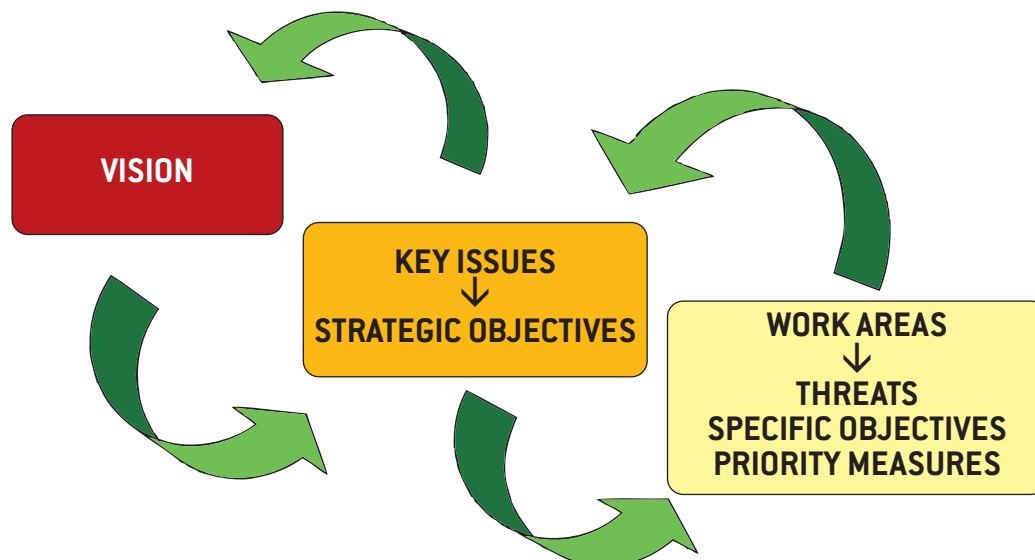 VISION
KEY ISSUES
↓
STRATEGIC OBJECTIVES
WORK AREAS
↓
THREATS
SPECIFIC OBJECTIVES
PRIORITY MEASURES